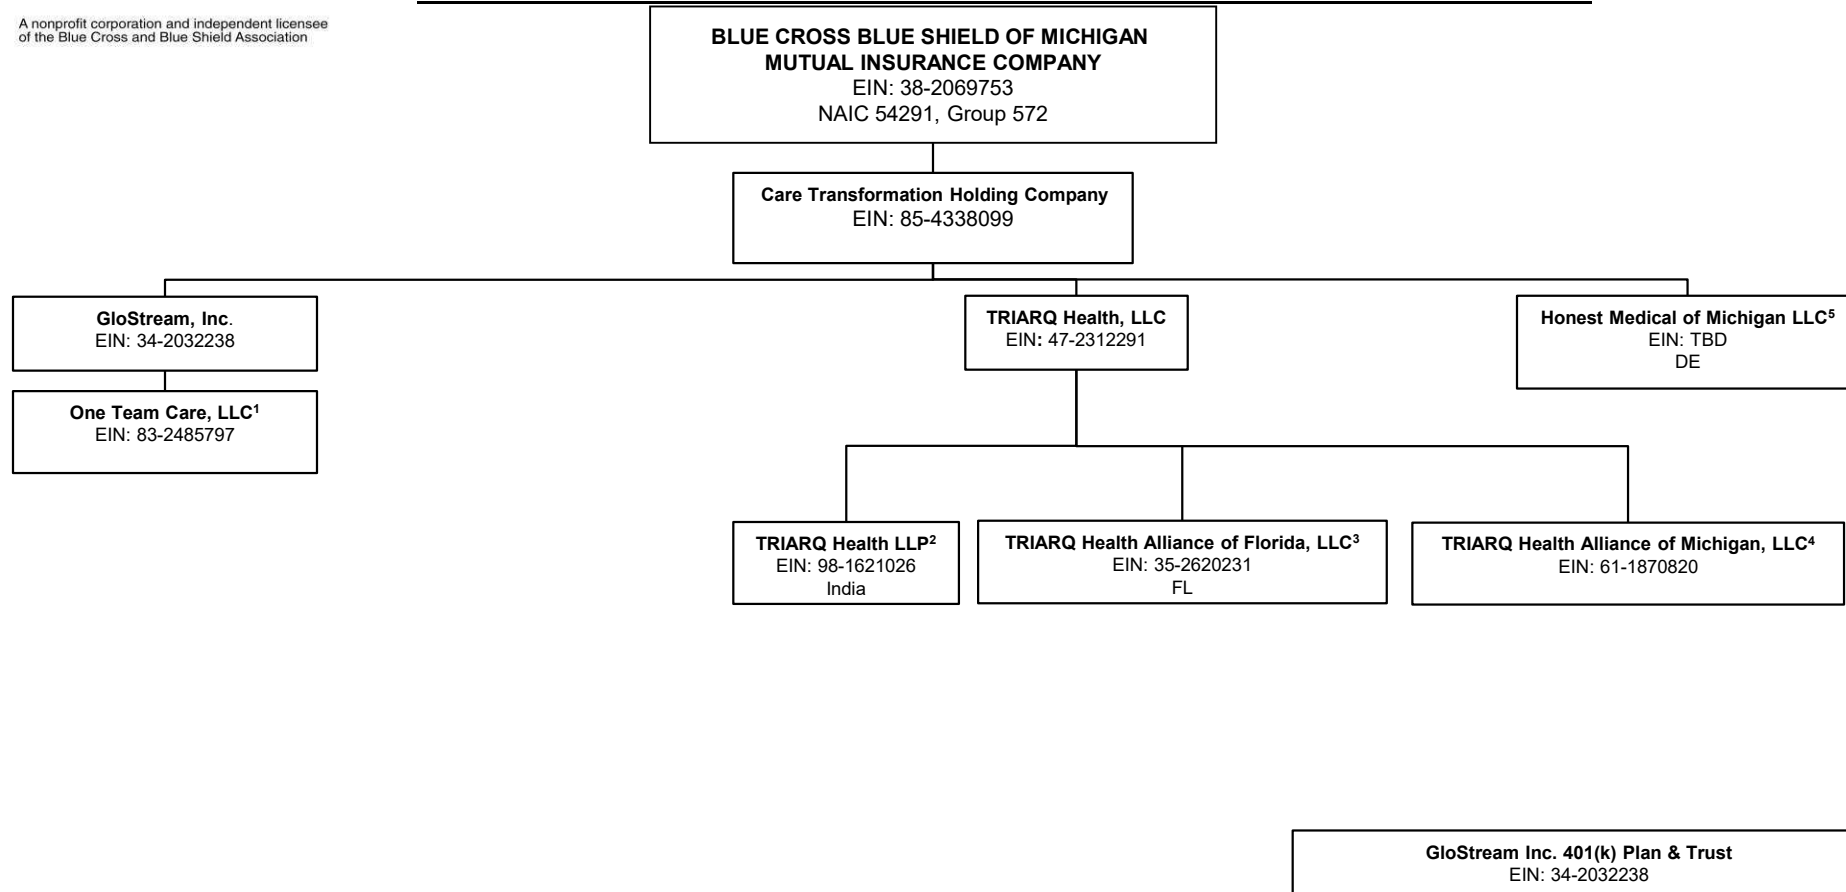 A nonprofit corporation and independent licensee
of the Blue Cross and Blue Shield Association
BLUE CROSS BLUE SHIELD OF MICHIGAN
MUTUAL INSURANCE COMPANY
EIN: 38-2069753
NAIC 54291, Group 572
Care Transformation Holding Company
EIN: 85-4338099
GloStream, Inc.
EIN: 34-2032238
TRIARQ Health, LLC
EIN: 47-2312291
Honest Medical of Michigan LLC⁵
EIN: TBD
DE
One Team Care, LLC¹
EIN: 83-2485797
TRIARQ Health LLP²
EIN: 98-1621026
India
TRIARQ Health Alliance of Florida, LLC³
EIN: 35-2620231
FL
TRIARQ Health Alliance of Michigan, LLC⁴
EIN: 61-1870820
GloStream Inc. 401(k) Plan & Trust
EIN: 34-2032238